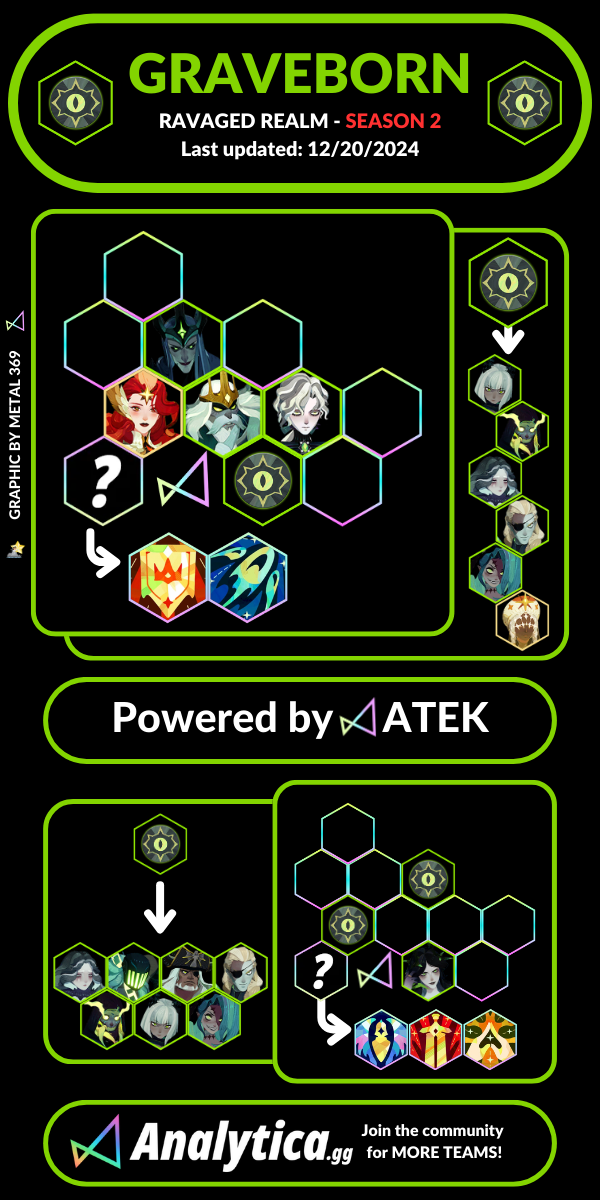 GRAVEBORN
RAVAGED REALM - SEASON 2
Last updated: 12/20/2024
GRAPHIC BY METAL 369
?
Powered by ATEK
?
Analytica.gg
Join the community
for MORE TEAMS!